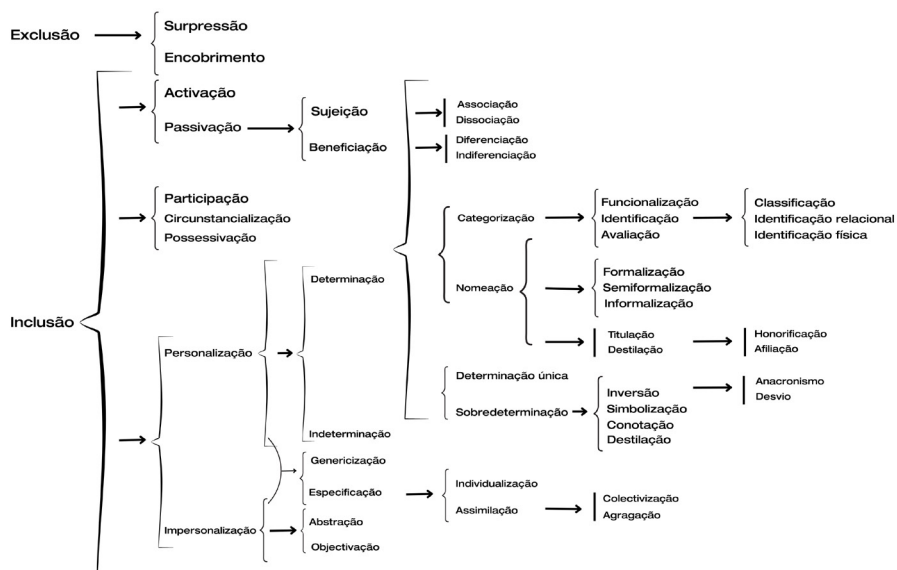 Exclusão
Surpressão
Encobrimento
Inclusão
Activação
Passivação
Sujeição
Beneficiação
Participação
Circunstancialização
Possessivação
Personalização
Impersonalização
Determinação
Indeterminação
Genericização
Especificação
Abstração
Objectivação
Associação
Dissociação
Diferenciação
Indiferenciação
Categorização
Nomeação
Funcionalização
Identificação
Avaliação
Classificação
Identificação relacional
Identificação física
Formalização
Semiformalização
Informalização
Titulação
Destilação
Honorificação
Afiliação
Determinação única
Sobredeterminação
Inversão
Simbolização
Conotação
Destilação
Anacronismo
Desvio
Individualização
Assimilação
Colectivização
Agragação